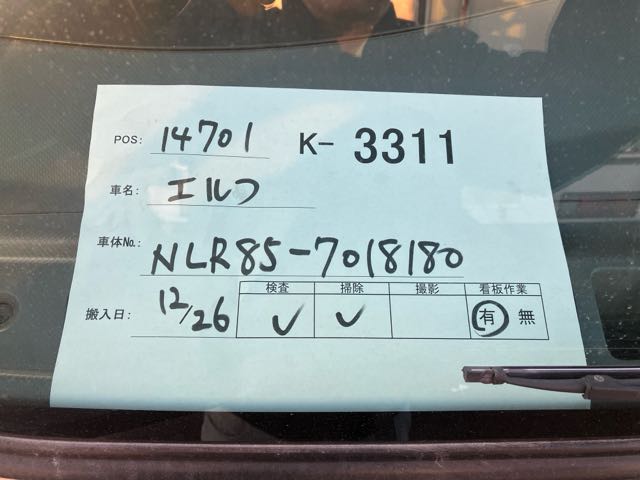 POS: 14701 K-3311
車名: エルフ
車体No.: NLR85-7018180
搬入日: 12/26
検査 掃除 撮影 看板作業
✓ ✓ 有 無